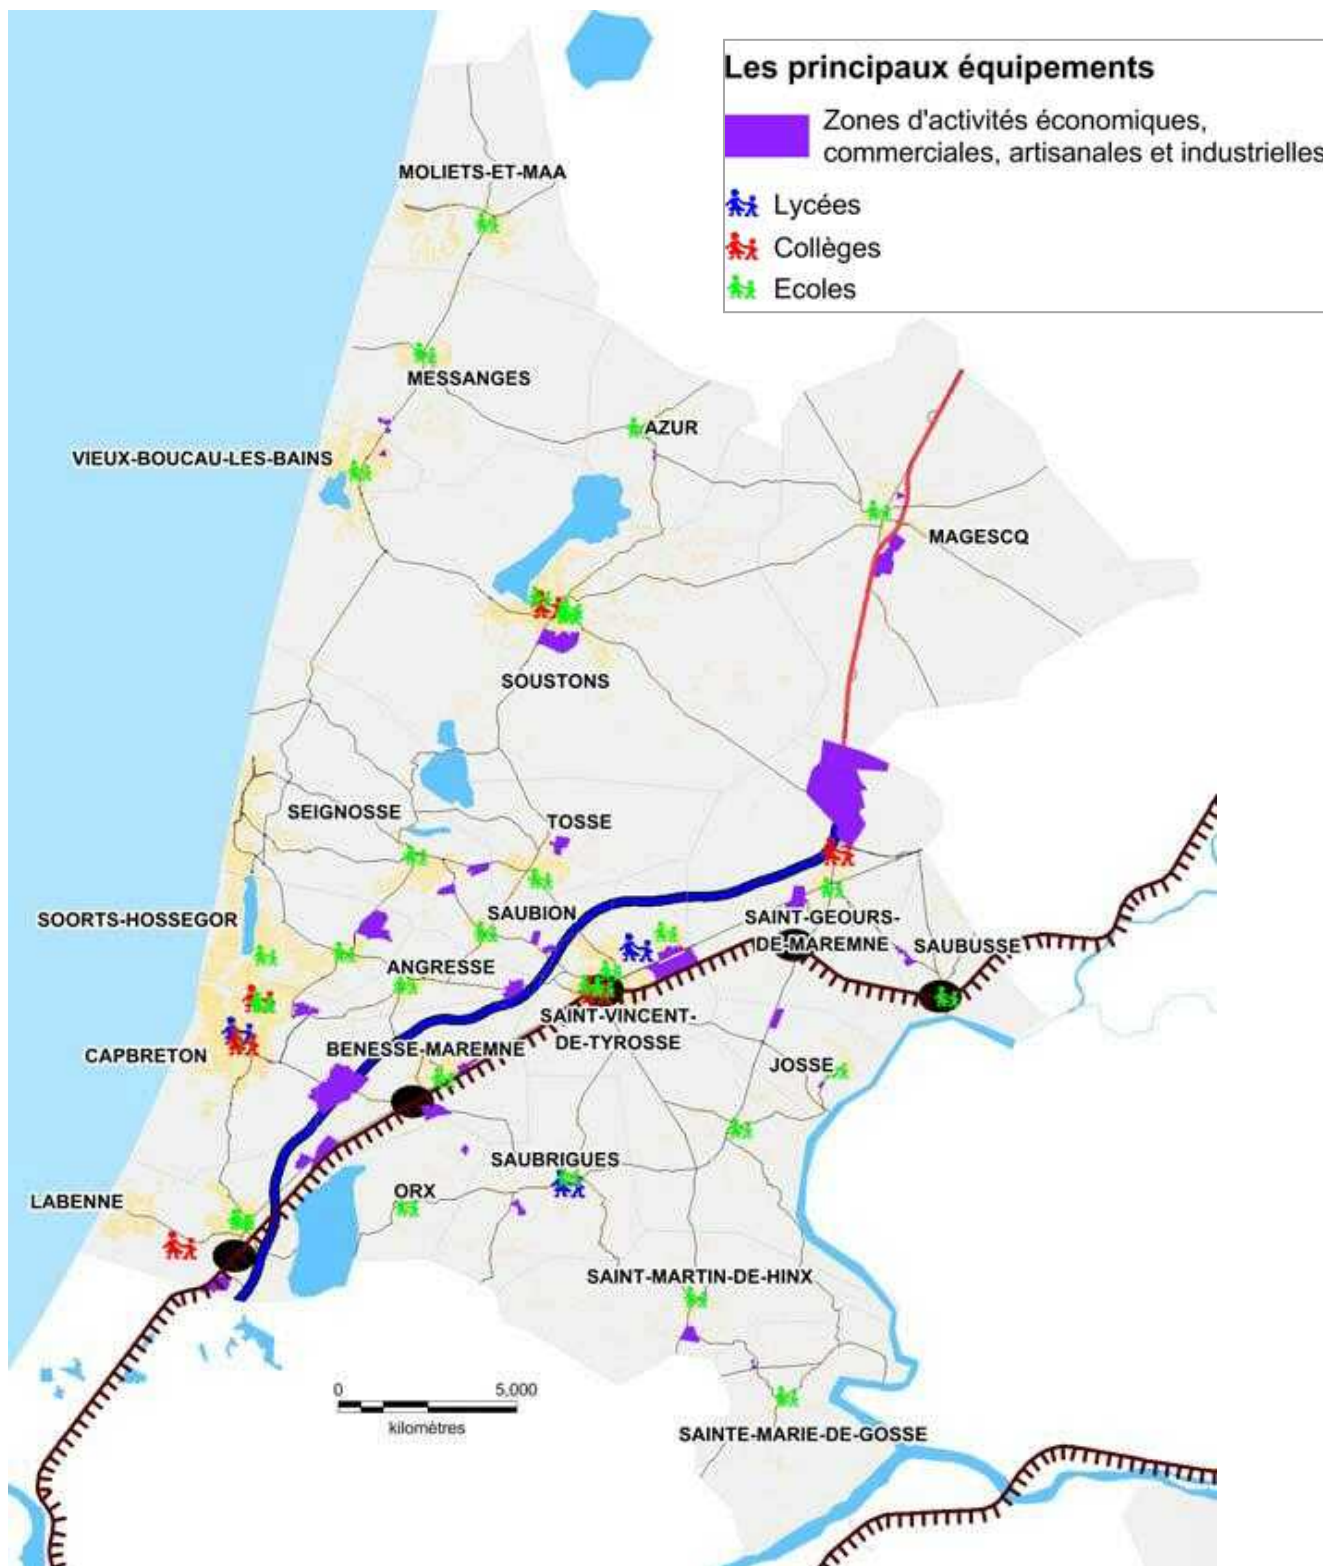 Les principaux équipements
Zones d'activités économiques,
commerciales, artisanales et industrielles
Lycées
Collèges
Ecoles
MOLIETS-ET-MAA
MESSANGES
AZUR
VIEUX-BOUCAU-LES-BAINS
MAGESCQ
SOUSTONS
SEIGNOSSE
TOSSE
SOORTS-HOSSEGOR
SAUBION
SAINT-GEOURS-
DE-MAREMNE
SAUBUSSE
ANGRESSE
SAINT-VINCENT-
DE-TYROSSE
CAPBRETON
BENESSE-MAREMNE
JOSSE
SAUBRIGUES
LABENNE
ORX
SAINT-MARTIN-DE-HINX
0 5,000
kilomètres
SAINTE-MARIE-DE-GOSSE